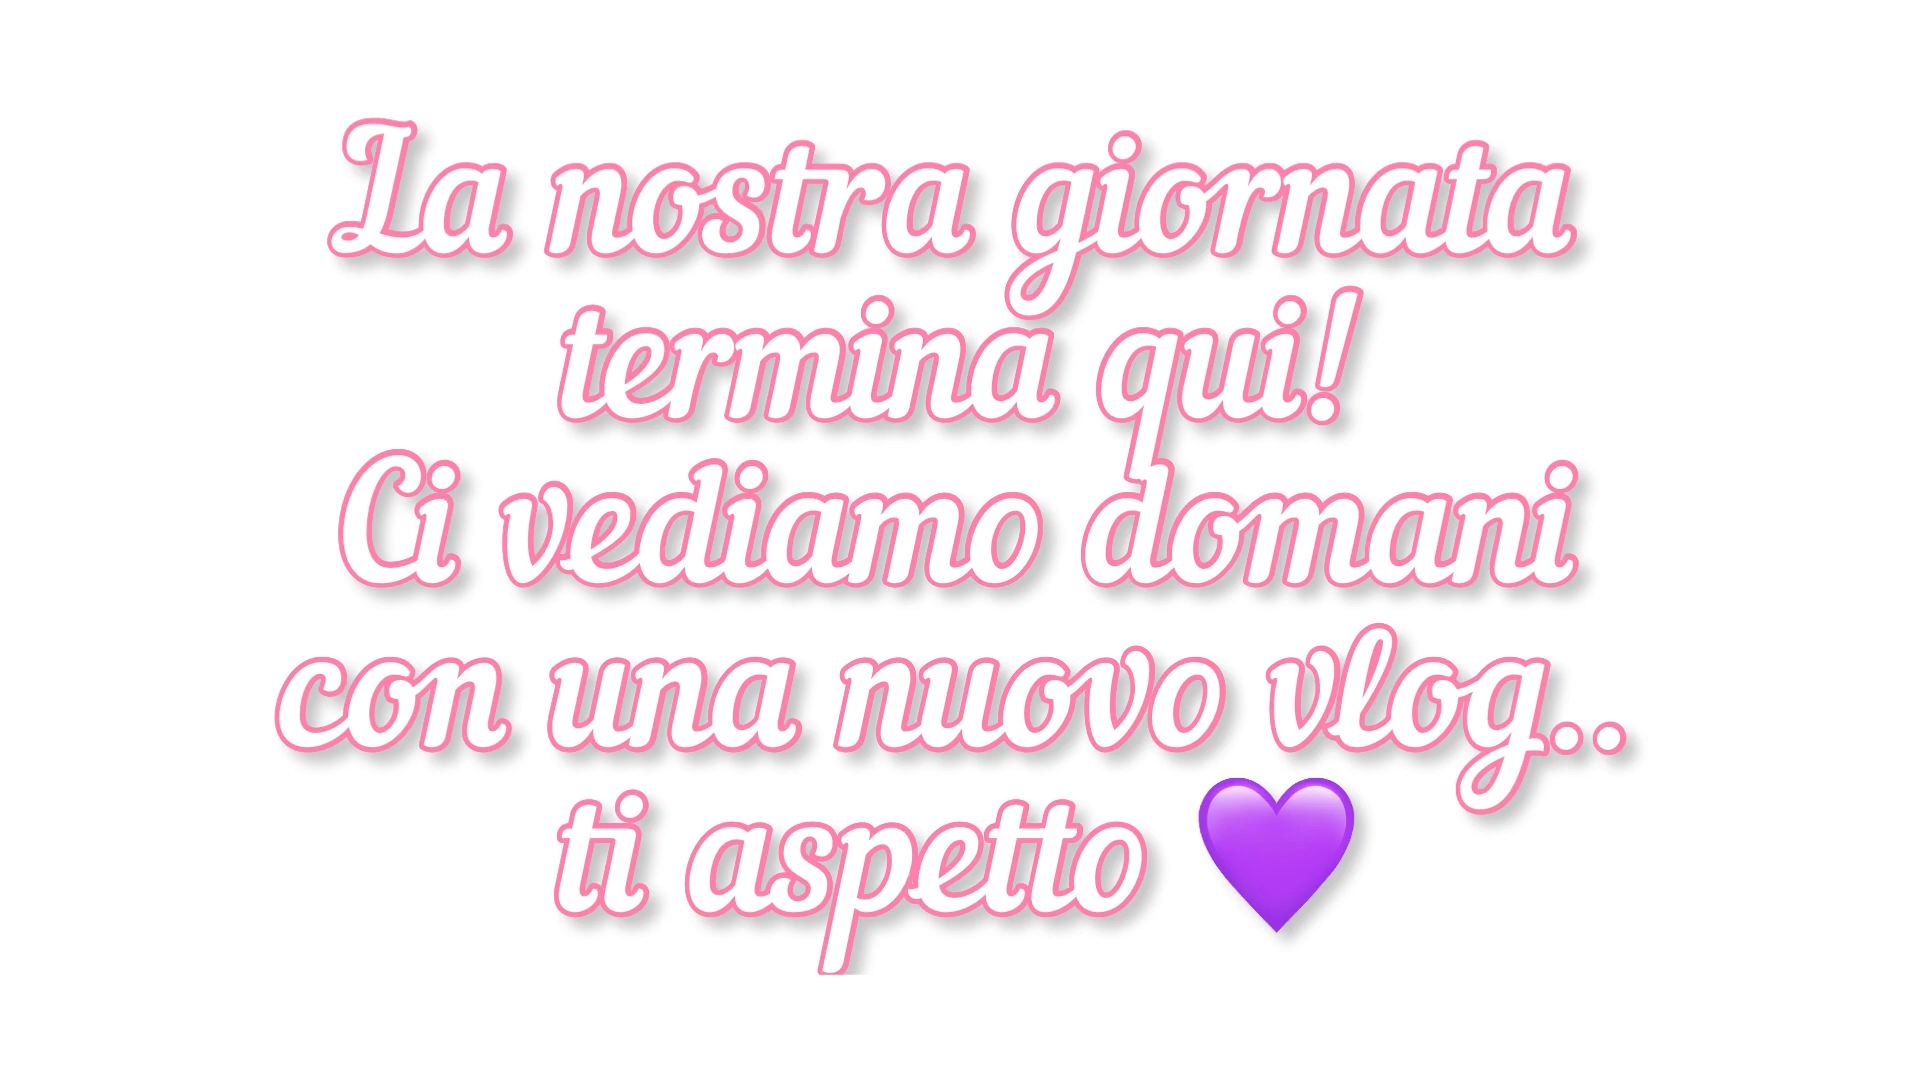 La nostra giornata
termina qui!
Ci vediamo domani
con una nuovo vlog..
ti aspetto 💜